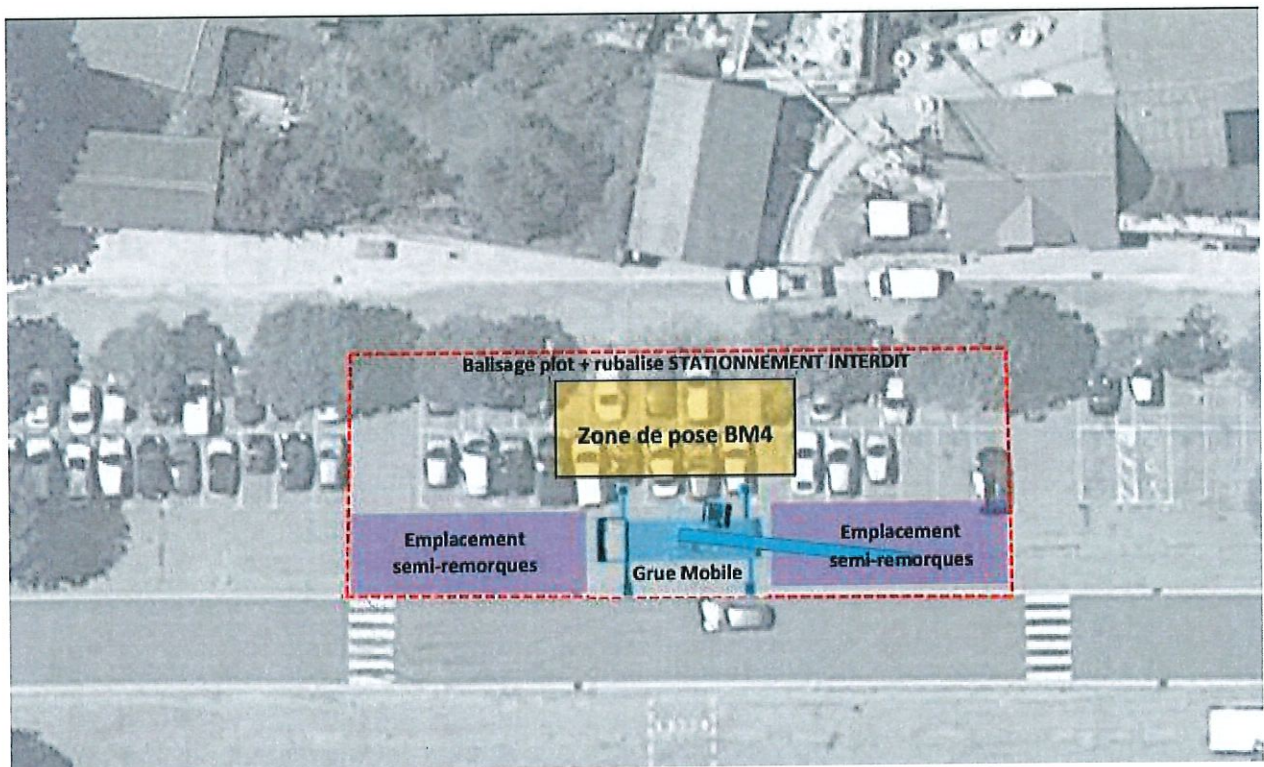 Balisage plot + rubalise STATIONNEMENT INTERDIT
Zone de pose BM4
Emplacement
semi-remorques
Grue Mobile
Emplacement
semi-remorques